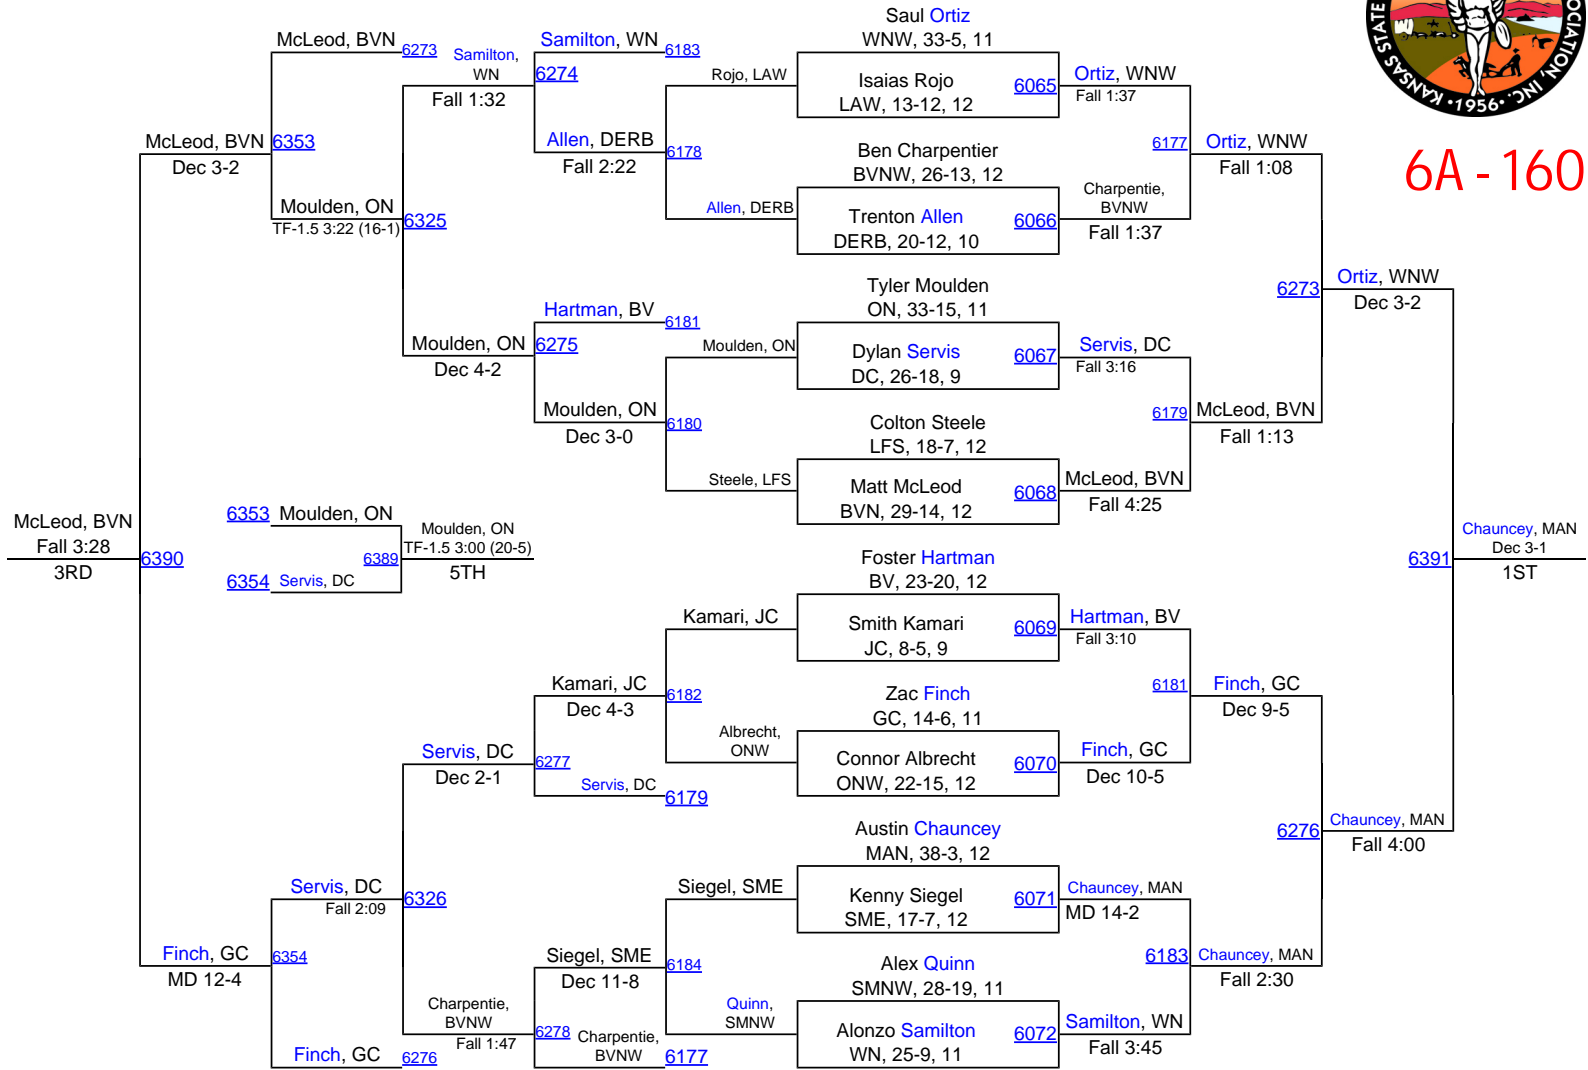 KANSAS STATE
OCIATION, INC.
•1956•
6A - 160
McLeod, BVN
6273
Samilton,
WN
Fall 1:32
Samilton, WN
6183
6274
Allen, DERB
Fall 2:22
6178
Rojo, LAW
Allen, DERB
McLeod, BVN
Dec 3-2
6353
Moulden, ON
TF-1.5 3:22 (16-1)
6325
Saul Ortiz
WNW, 33-5, 11
Isaias Rojo
LAW, 13-12, 12
6065
Ortiz, WNW
Fall 1:37
Ben Charpentier
BVNW, 26-13, 12
Trenton Allen
DERB, 20-12, 10
6066
Charpentie,
BVNW
Fall 1:37
6177
Ortiz, WNW
Fall 1:08
Hartman, BV
6181
Moulden, ON
Dec 4-2
6275
Moulden, ON
Dec 3-0
6180
Moulden, ON
Steele, LFS
Tyler Moulden
ON, 33-15, 11
Dylan Servis
DC, 26-18, 9
6067
Servis, DC
Fall 3:16
Colton Steele
LFS, 18-7, 12
Matt McLeod
BVN, 29-14, 12
6068
McLeod, BVN
Fall 4:25
6179
McLeod, BVN
Fall 1:13
6273
Ortiz, WNW
Dec 3-2
McLeod, BVN
Fall 3:28
3RD
6390
6353
Moulden, ON
6354
Servis, DC
6389
Moulden, ON
TF-1.5 3:00 (20-5)
5TH
6391
Chauncey, MAN
Dec 3-1
1ST
Foster Hartman
BV, 23-20, 12
Kamari, JC
Smith Kamari
JC, 8-5, 9
6069
Hartman, BV
Fall 3:10
Kamari, JC
Dec 4-3
6182
Albrecht,
ONW
Zac Finch
GC, 14-6, 11
Connor Albrecht
ONW, 22-15, 12
6070
Finch, GC
Dec 10-5
6181
Finch, GC
Dec 9-5
Servis, DC
Dec 2-1
6277
Servis, DC
6179
6276
Chauncey, MAN
Fall 4:00
Austin Chauncey
MAN, 38-3, 12
Siegel, SME
Kenny Siegel
SME, 17-7, 12
6071
Chauncey, MAN
MD 14-2
Servis, DC
Fall 2:09
6326
Finch, GC
MD 12-4
6354
Siegel, SME
Dec 11-8
6184
Quinn,
SMNW
Alex Quinn
SMNW, 28-19, 11
Alonzo Samilton
WN, 25-9, 11
6072
Samilton, WN
Fall 3:45
6183
Chauncey, MAN
Fall 2:30
Charpentie,
BVNW
Fall 1:47
6278
Charpentie,
BVNW
6177
Finch, GC
6276